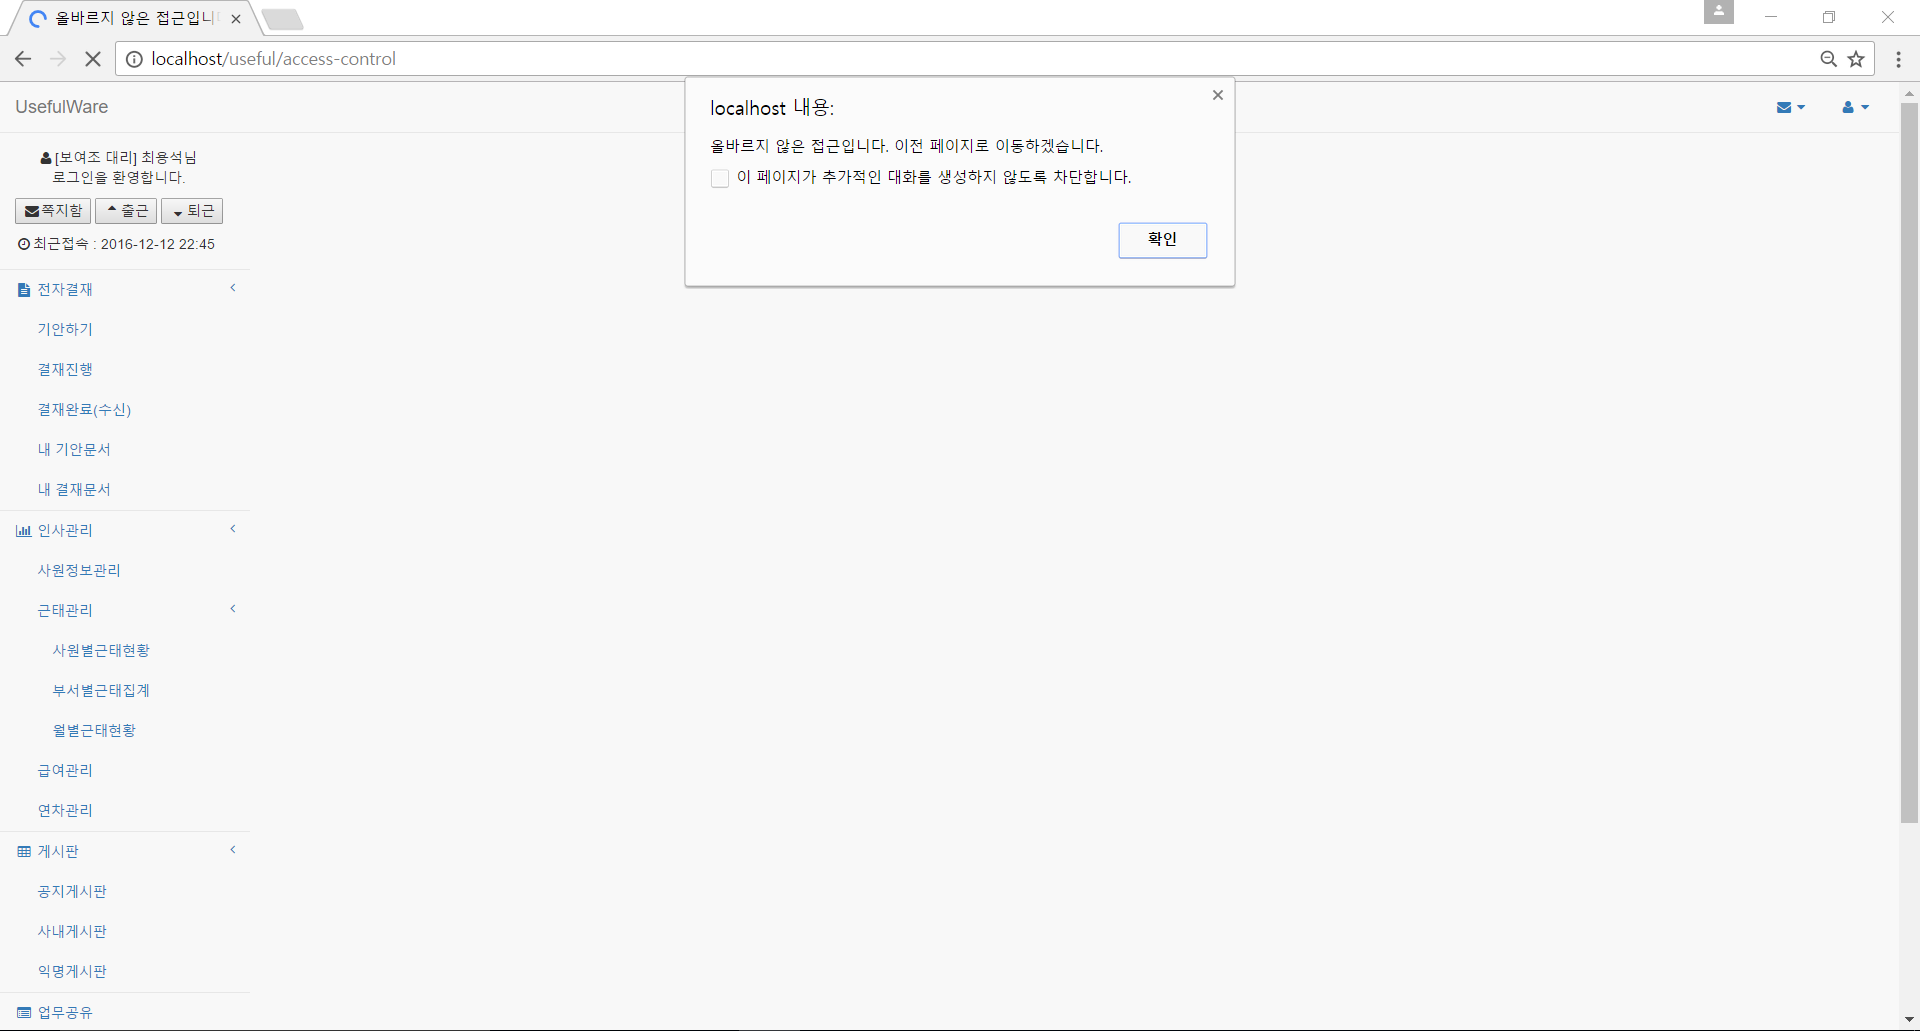 올바르지 않은 접근입니
localhost/useful/access-control
UsefulWare
[보여조 대리] 최용석님
로그인을 환영합니다.
쪽지함 출근 퇴근
최근접속 : 2016-12-12 22:45
전자결재
기안하기
결재진행
결재완료(수신)
내 기안문서
내 결재문서
인사관리
사원정보관리
근태관리
사원별근태현황
부서별근태집계
월별근태현황
급여관리
연차관리
게시판
공지게시판
사내게시판
익명게시판
업무공유
localhost 내용:
올바르지 않은 접근입니다. 이전 페이지로 이동하겠습니다.
이 페이지가 추가적인 대화를 생성하지 않도록 차단합니다.
확인